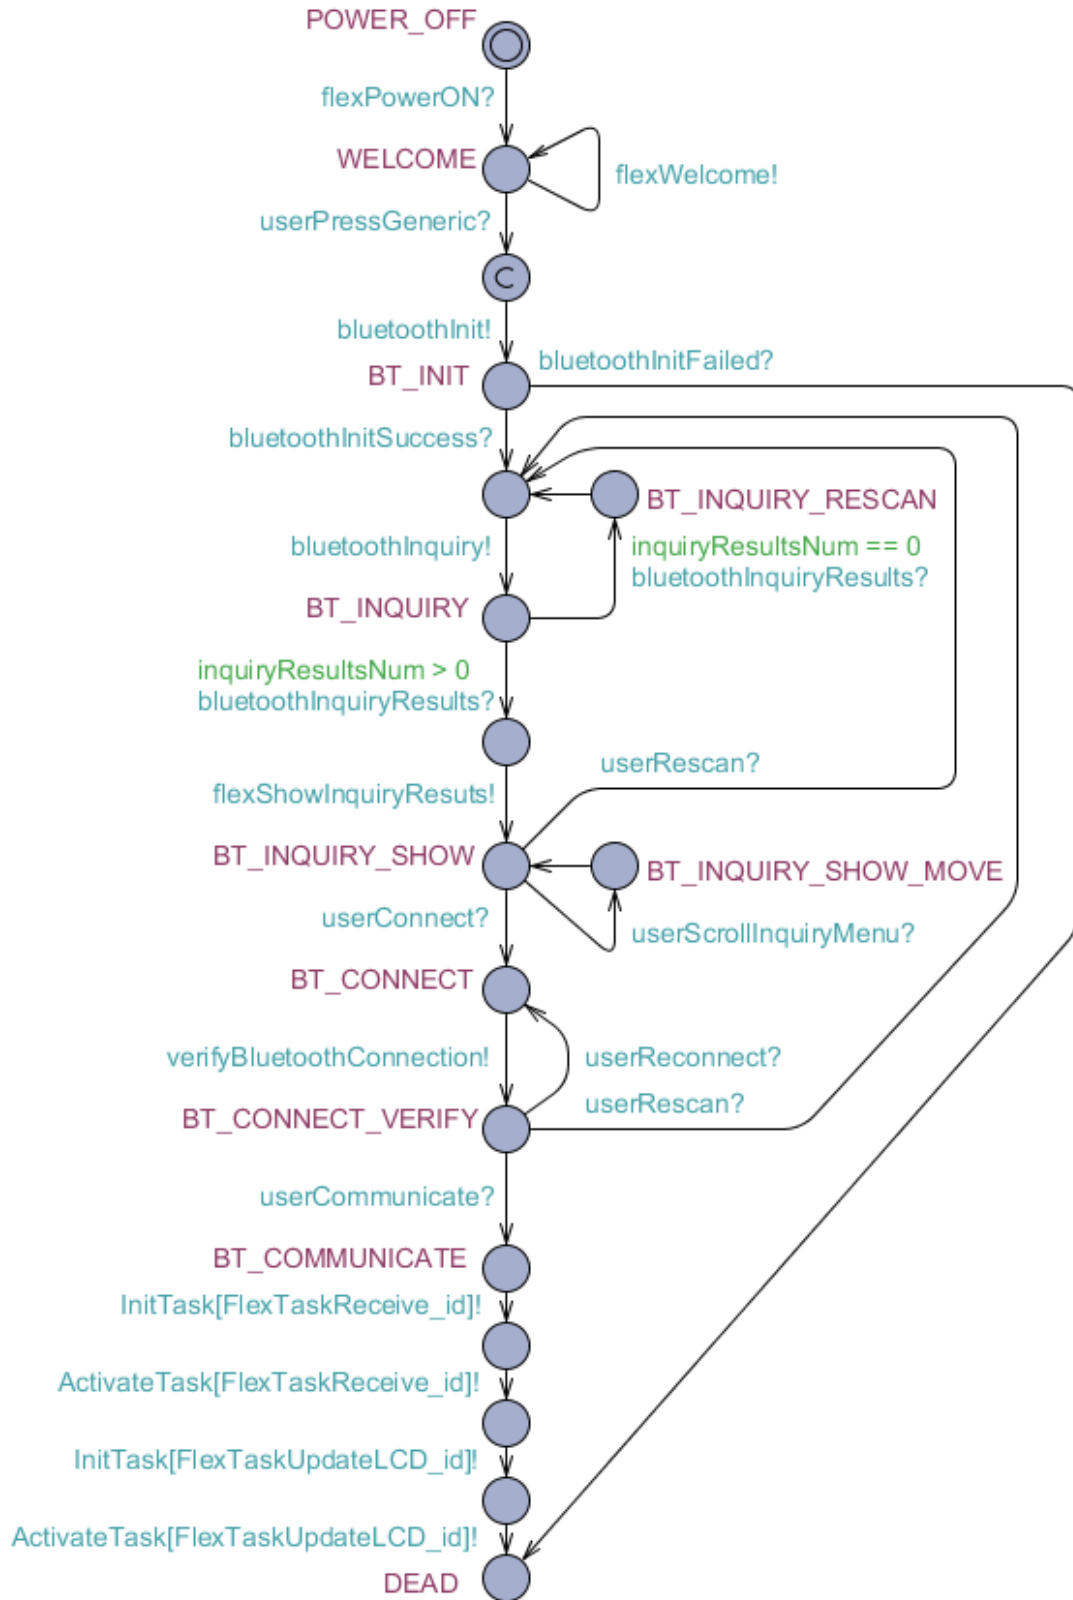 POWER_OFF
flexPowerON?
WELCOME
flexWelcome!
userPressGeneric?
C
bluetoothInit!
bluetoothInitFailed?
BT_INIT
bluetoothInitSuccess?
BT_INQUIRY_RESCAN
bluetoothInquiry!
inquiryResultsNum == 0
bluetoothInquiryResults?
BT_INQUIRY
inquiryResultsNum > 0
bluetoothInquiryResults?
userRescan?
flexShowInquiryResuts!
BT_INQUIRY_SHOW
BT_INQUIRY_SHOW_MOVE
userConnect?
userScrollInquiryMenu?
BT_CONNECT
verifyBluetoothConnection!
userReconnect?
userRescan?
BT_CONNECT_VERIFY
userCommunicate?
BT_COMMUNICATE
InitTask[FlexTaskReceive_id]!
ActivateTask[FlexTaskReceive_id]!
InitTask[FlexTaskUpdateLCD_id]!
ActivateTask[FlexTaskUpdateLCD_id]!
DEAD